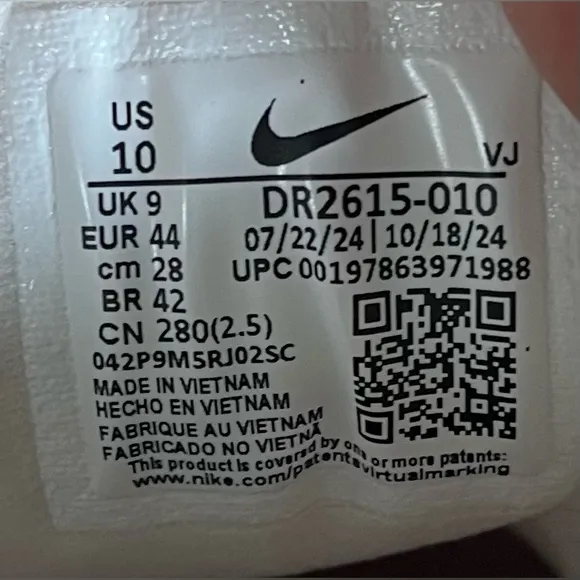 US
10
VJ
UK 9
DR2615-010
EUR 44
07/22/24|10/18/24
cm 28
UPC 00197863971988
BR 42
CN 280(2.5)
042P9M5RJ02SC
MADE IN VIETNAM
HECHO EN VIETNAM
FABRIQUE AU VIETNAM
FABRICADO NO VIETNÃ
This product is covered by one or more patents:
www.nike.com/patentsvirtualmarking